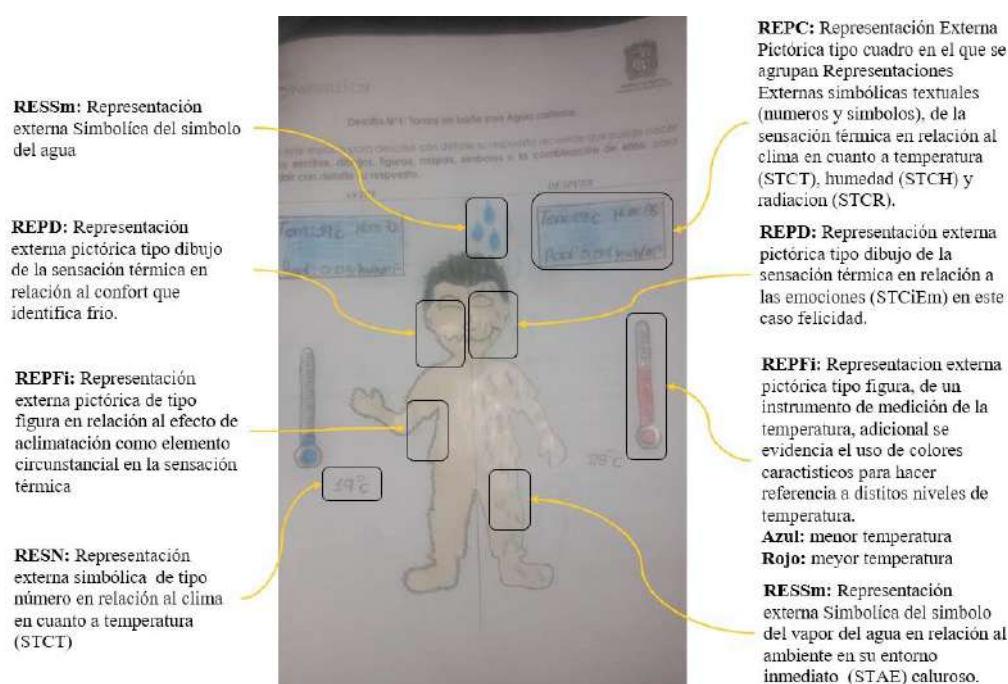 RESSm: Representación
externa Simbolíca del simbolo
del agua
REPD: Representación
externa pictórica tipo dibujo
de la sensación térmica en
relación al confort que
identifica frio.
REPFi: Representación
externa pictórica de tipo
figura en relación al efecto de
aclimatación como elemento
circunstancial en la sensación
térmica
RESN: Representación
externa simbólica de tipo
número en relación al clima
en cuanto a temperatura
(STCT)
Desafío Nº1: Tomas un baño con Agua caliente.
19°C
REPC: Representación Externa
Pictórica tipo cuadro en el que se
agrupan Representaciones
Externas simbólicas textuales
(numeros y simbolos), de la
sensación térmica en relación al
clima en cuanto a temperatura
(STCT), humedad (STCH) y
radiacion (STCR).
REPD: Representación externa
pictórica tipo dibujo de la
sensación térmica en relación a
las emociones (STCiEm) en este
caso felicidad.
REPFi: Representacion externa
pictórica tipo figura, de un
instrumento de medición de la
temperatura, adicional se
evidencia el uso de colores
caractísticos para hacer
referencia a distitos niveles de
temperatura.
Azul: menor temperatura
Rojo: meyor temperatura
RESSm: Representación
externa Simbolíca del simbolo
del vapor del agua en relación al
ambiente en su entorno
inmediato (STAE) caluroso.